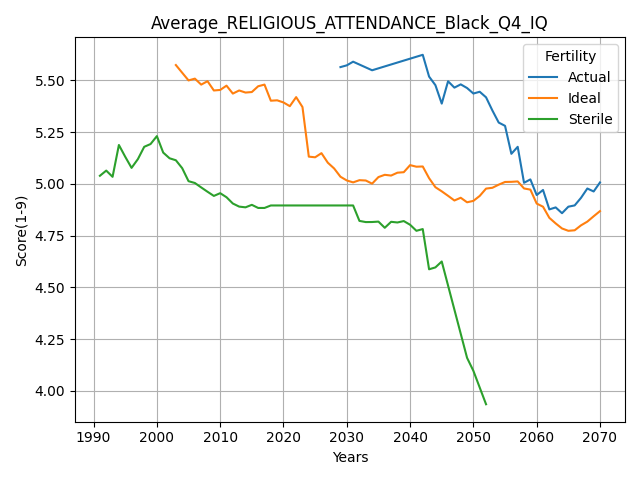 Average_RELIGIOUS_ATTENDANCE_Black_Q4_IQ
Fertility
Actual
Ideal
Sterile
Score(1-9)
5.50
5.25
5.00
4.75
4.50
4.25
4.00
1990 2000 2010 2020 2030 2040 2050 2060 2070
Years